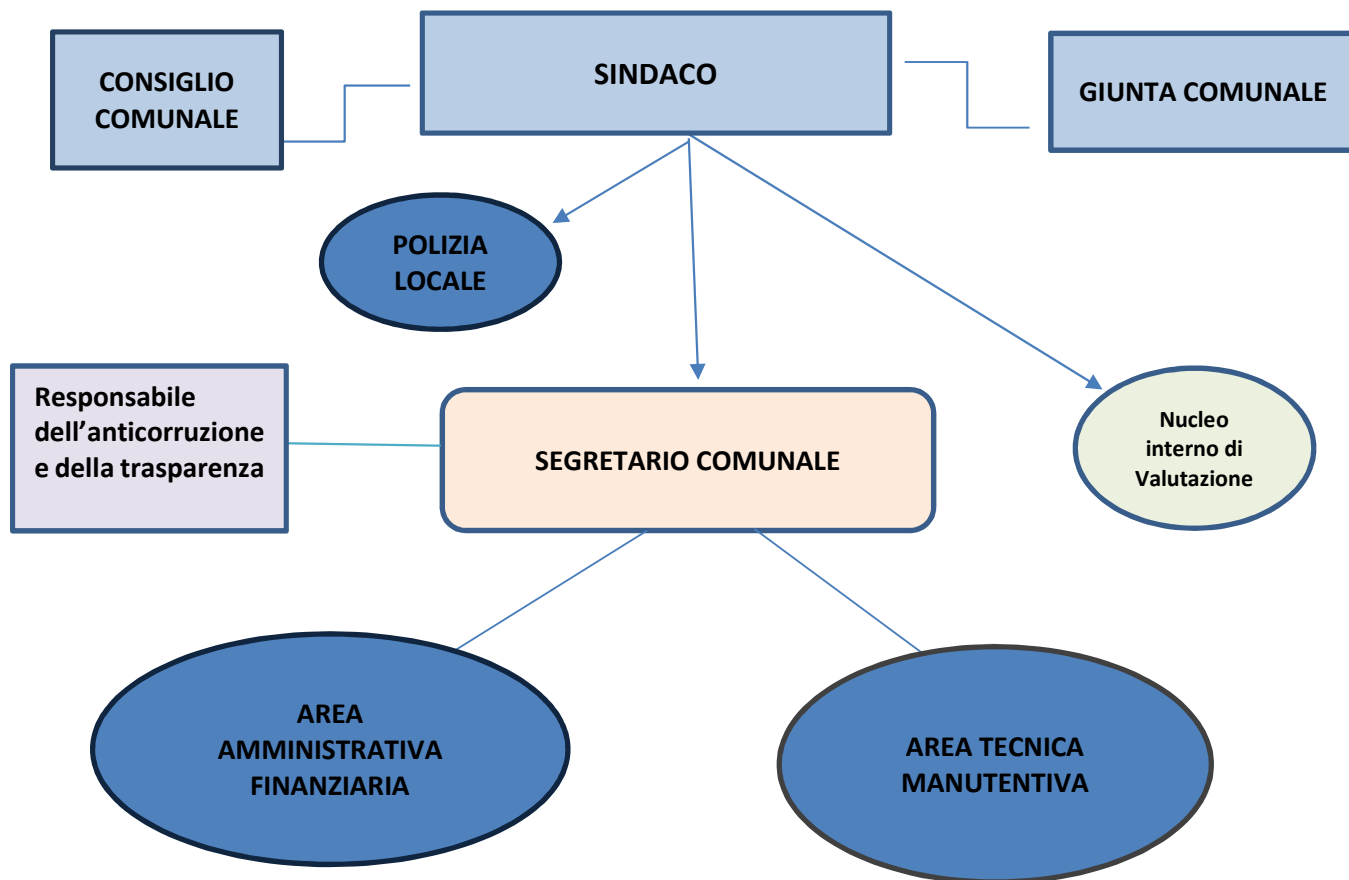 CONSIGLIO
COMUNALE
SINDACO
GIUNTA COMUNALE
POLIZIA
LOCALE
Responsabile
dell’anticorruzione
e della trasparenza
SEGRETARIO COMUNALE
Nucleo
interno di
Valutazione
AREA
AMMINISTRATIVA
FINANZIARIA
AREA TECNICA
MANUTENTIVA